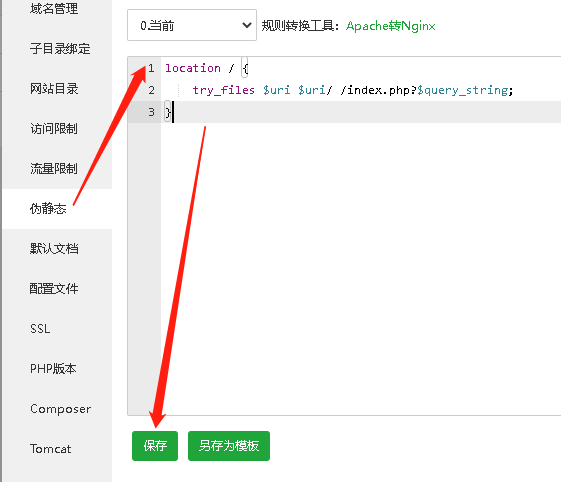 域名管理
子目录绑定
网站目录
访问限制
流量限制
伪静态
默认文档
配置文件
SSL
PHP版本
Composer
Tomcat
0.当前 规则转换工具：Apache转Nginx
1 location / {
2 try_files $uri $uri/ /index.php?$query_string;
3 }
保存 另存为模板